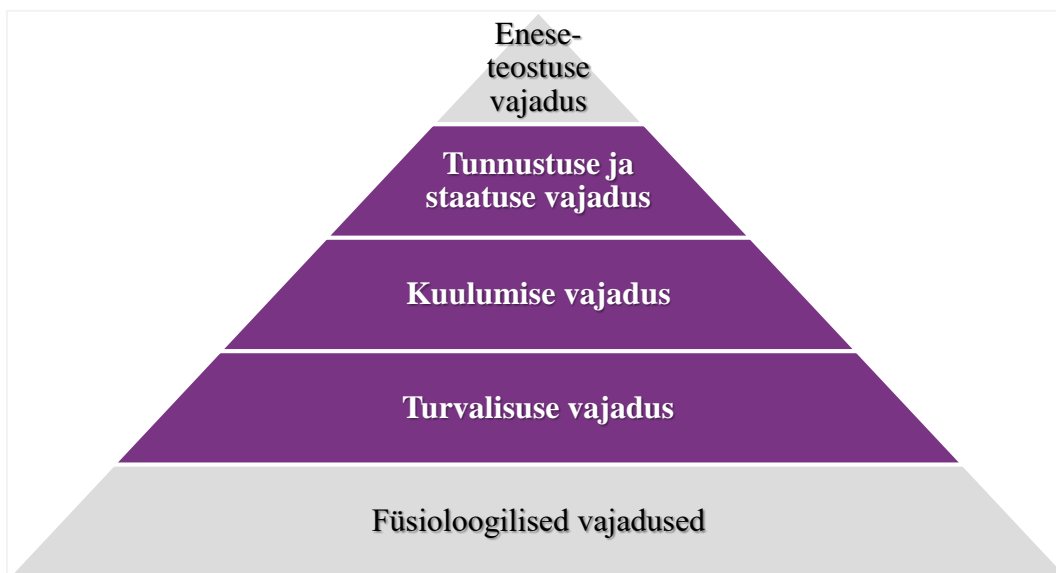 Enese-
teostuse
vajadus
Tunnustuse ja
staatuse vajadus
Kuulumise vajadus
Turvalisuse vajadus
Füsioloogilised vajadused